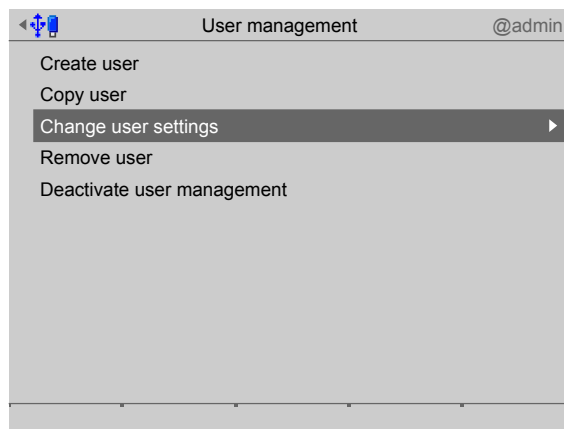 User management @admin
Create user
Copy user
Change user settings
Remove user
Deactivate user management